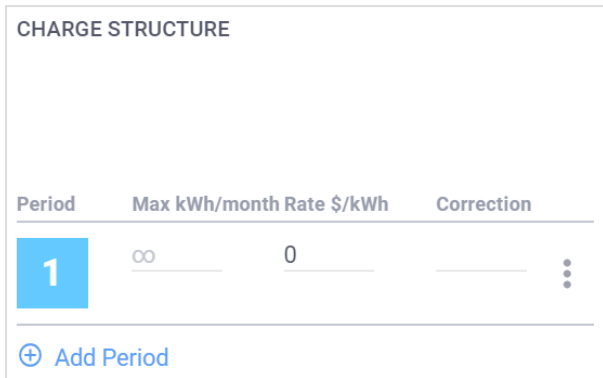 CHARGE STRUCTURE
Period Max kWh/month Rate $/kWh Correction
1 ∞ 0
Add Period